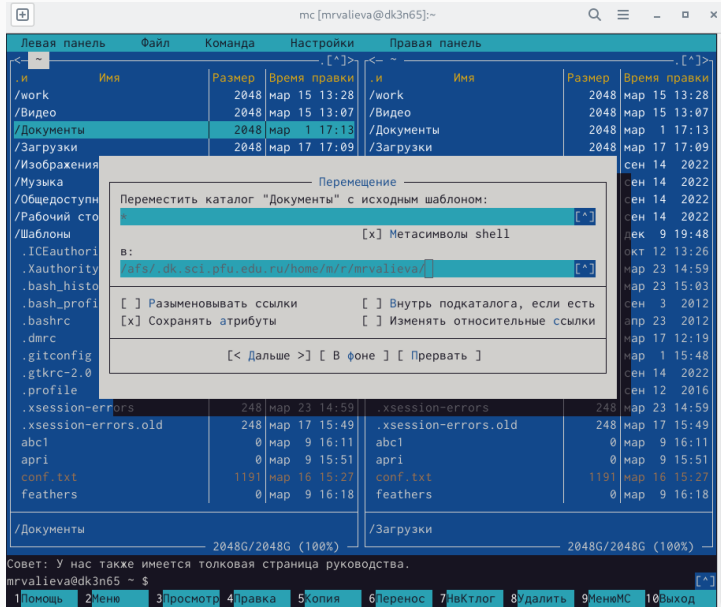 mc [mrvalieva@dk3n65]:~
Левая панель Файл Команда Настройки Правая панель
<- ~ .[^]> <- ~ .[^]>
.и Имя Размер Время правки .и Имя Размер Время правки
/work 2048 мар 15 13:28 /work 2048 мар 15 13:28
/Видео 2048 мар 15 13:07 /Видео 2048 мар 15 13:07
/Документы 2048 мар 1 17:13 /Документы 2048 мар 1 17:13
/Загрузки 2048 мар 17 17:09 /Загрузки 2048 мар 17 17:09
/Изображения сен 14 2022
/Музыка Перемещение сен 14 2022
/Общедоступн Переместить каталог "Документы" с исходным шаблоном: сен 14 2022
/Рабочий сто * [^] сен 14 2022
/Шаблоны [x] Метасимволы shell дек 9 19:48
.ICEauthori в: окт 12 13:26
.Xauthority /afs/.dk.sci.pfu.edu.ru/home/m/r/mrvalieva/ [^] мар 23 14:59
.bash_histo мар 23 15:03
.bash_profi [ ] Разыменовывать ссылки [ ] Внутрь подкаталога, если есть сен 3 2012
.bashrc [x] Сохранять атрибуты [ ] Изменять относительные ссылки апр 23 2012
.dmrc мар 17 12:19
.gitconfig [< Дальше >] [ В фоне ] [ Прервать ] мар 1 15:48
.gtkrc-2.0 сен 14 2022
.profile сен 12 2016
.xsession-errors 248 мар 23 14:59 .xsession-errors 248 мар 23 14:59
.xsession-errors.old 248 мар 17 15:49 .xsession-errors.old 248 мар 17 15:49
abc1 0 мар 9 16:11 abc1 0 мар 9 16:11
apri 0 мар 9 15:51 apri 0 мар 9 15:51
conf.txt 1191 мар 16 15:27 conf.txt 1191 мар 16 15:27
feathers 0 мар 9 16:18 feathers 0 мар 9 16:18
/Документы /Загрузки
2048G/2048G (100%) 2048G/2048G (100%)
Совет: У нас также имеется толковая страница руководства.
mrvalieva@dk3n65 ~ $ [^]
1Помощь 2Меню 3Просмотр 4Правка 5Копия 6Перенос 7НвКтлог 8Удалить 9МенюMC 10Выход